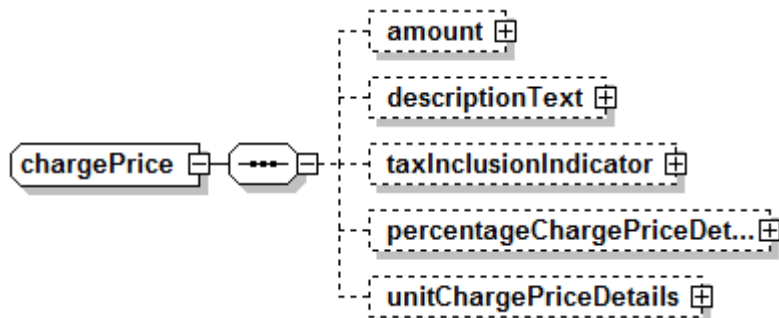 amount
descriptionText
chargePrice
taxInclusionIndicator
percentageChargePriceDet...
unitChargePriceDetails